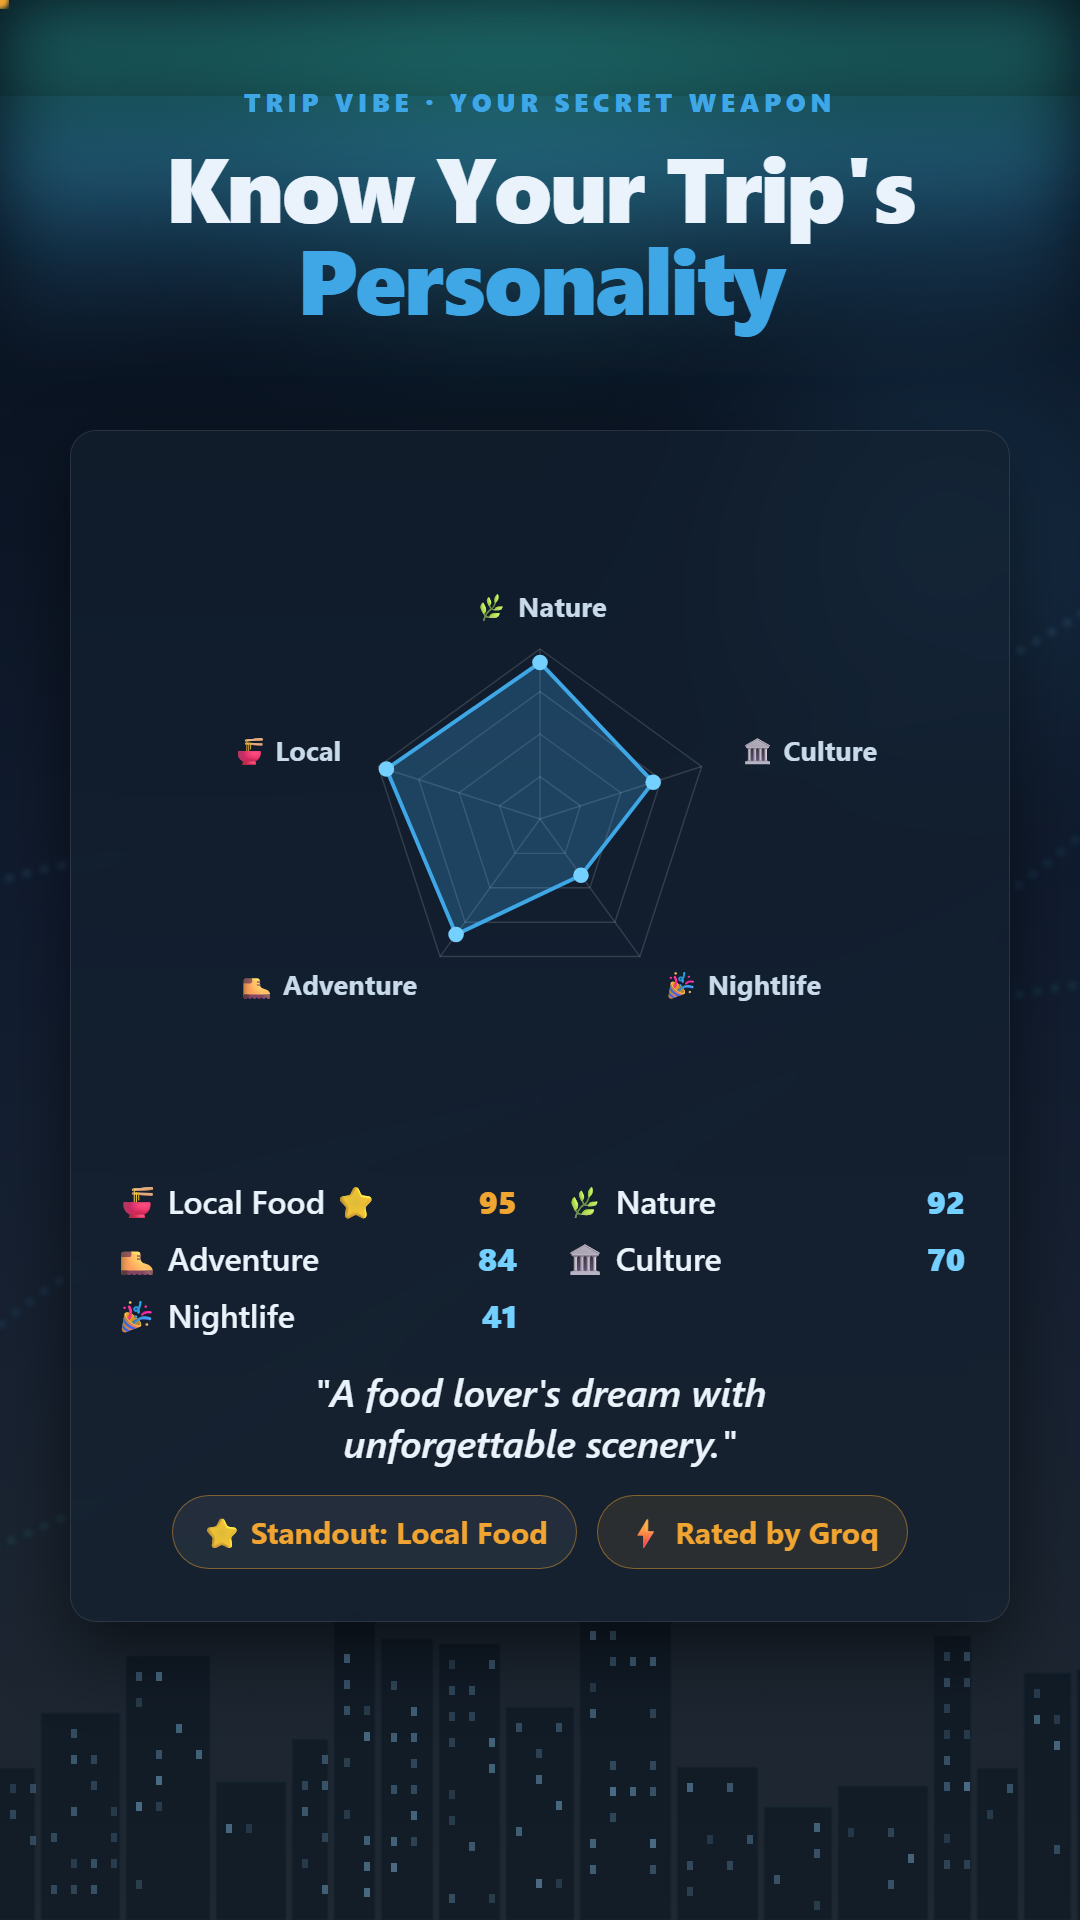 TRIP VIBE · YOUR SECRET WEAPON
Know Your Trip's
Personality
Nature
Local
Culture
Adventure
Nightlife
Local Food 95
Nature 92
Adventure 84
Culture 70
Nightlife 41
"A food lover's dream with
unforgettable scenery."
Standout: Local Food
Rated by Groq